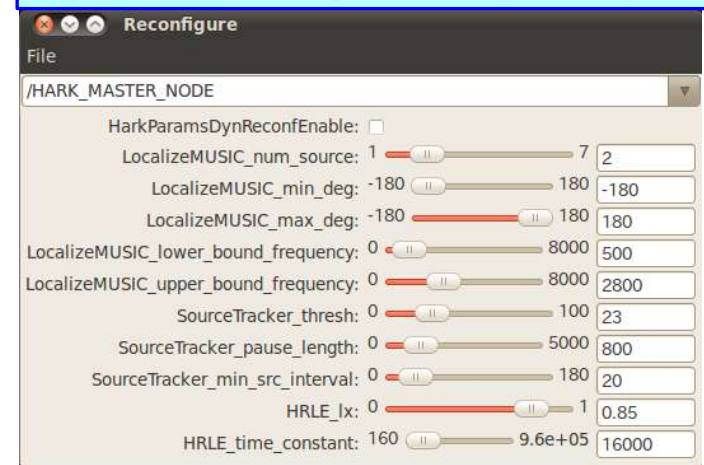 Reconfigure
File
/HARK_MASTER_NODE
HarkParamsDynReconfEnable:
LocalizeMUSIC_num_source: 1 7 2
LocalizeMUSIC_min_deg: -180 180 -180
LocalizeMUSIC_max_deg: -180 180 180
LocalizeMUSIC_lower_bound_frequency: 0 8000 500
LocalizeMUSIC_upper_bound_frequency: 0 8000 2800
SourceTracker_thresh: 0 100 23
SourceTracker_pause_length: 0 5000 800
SourceTracker_min_src_interval: 0 180 20
HRLE_lx: 0 1 0.85
HRLE_time_constant: 160 9.6e+05 16000